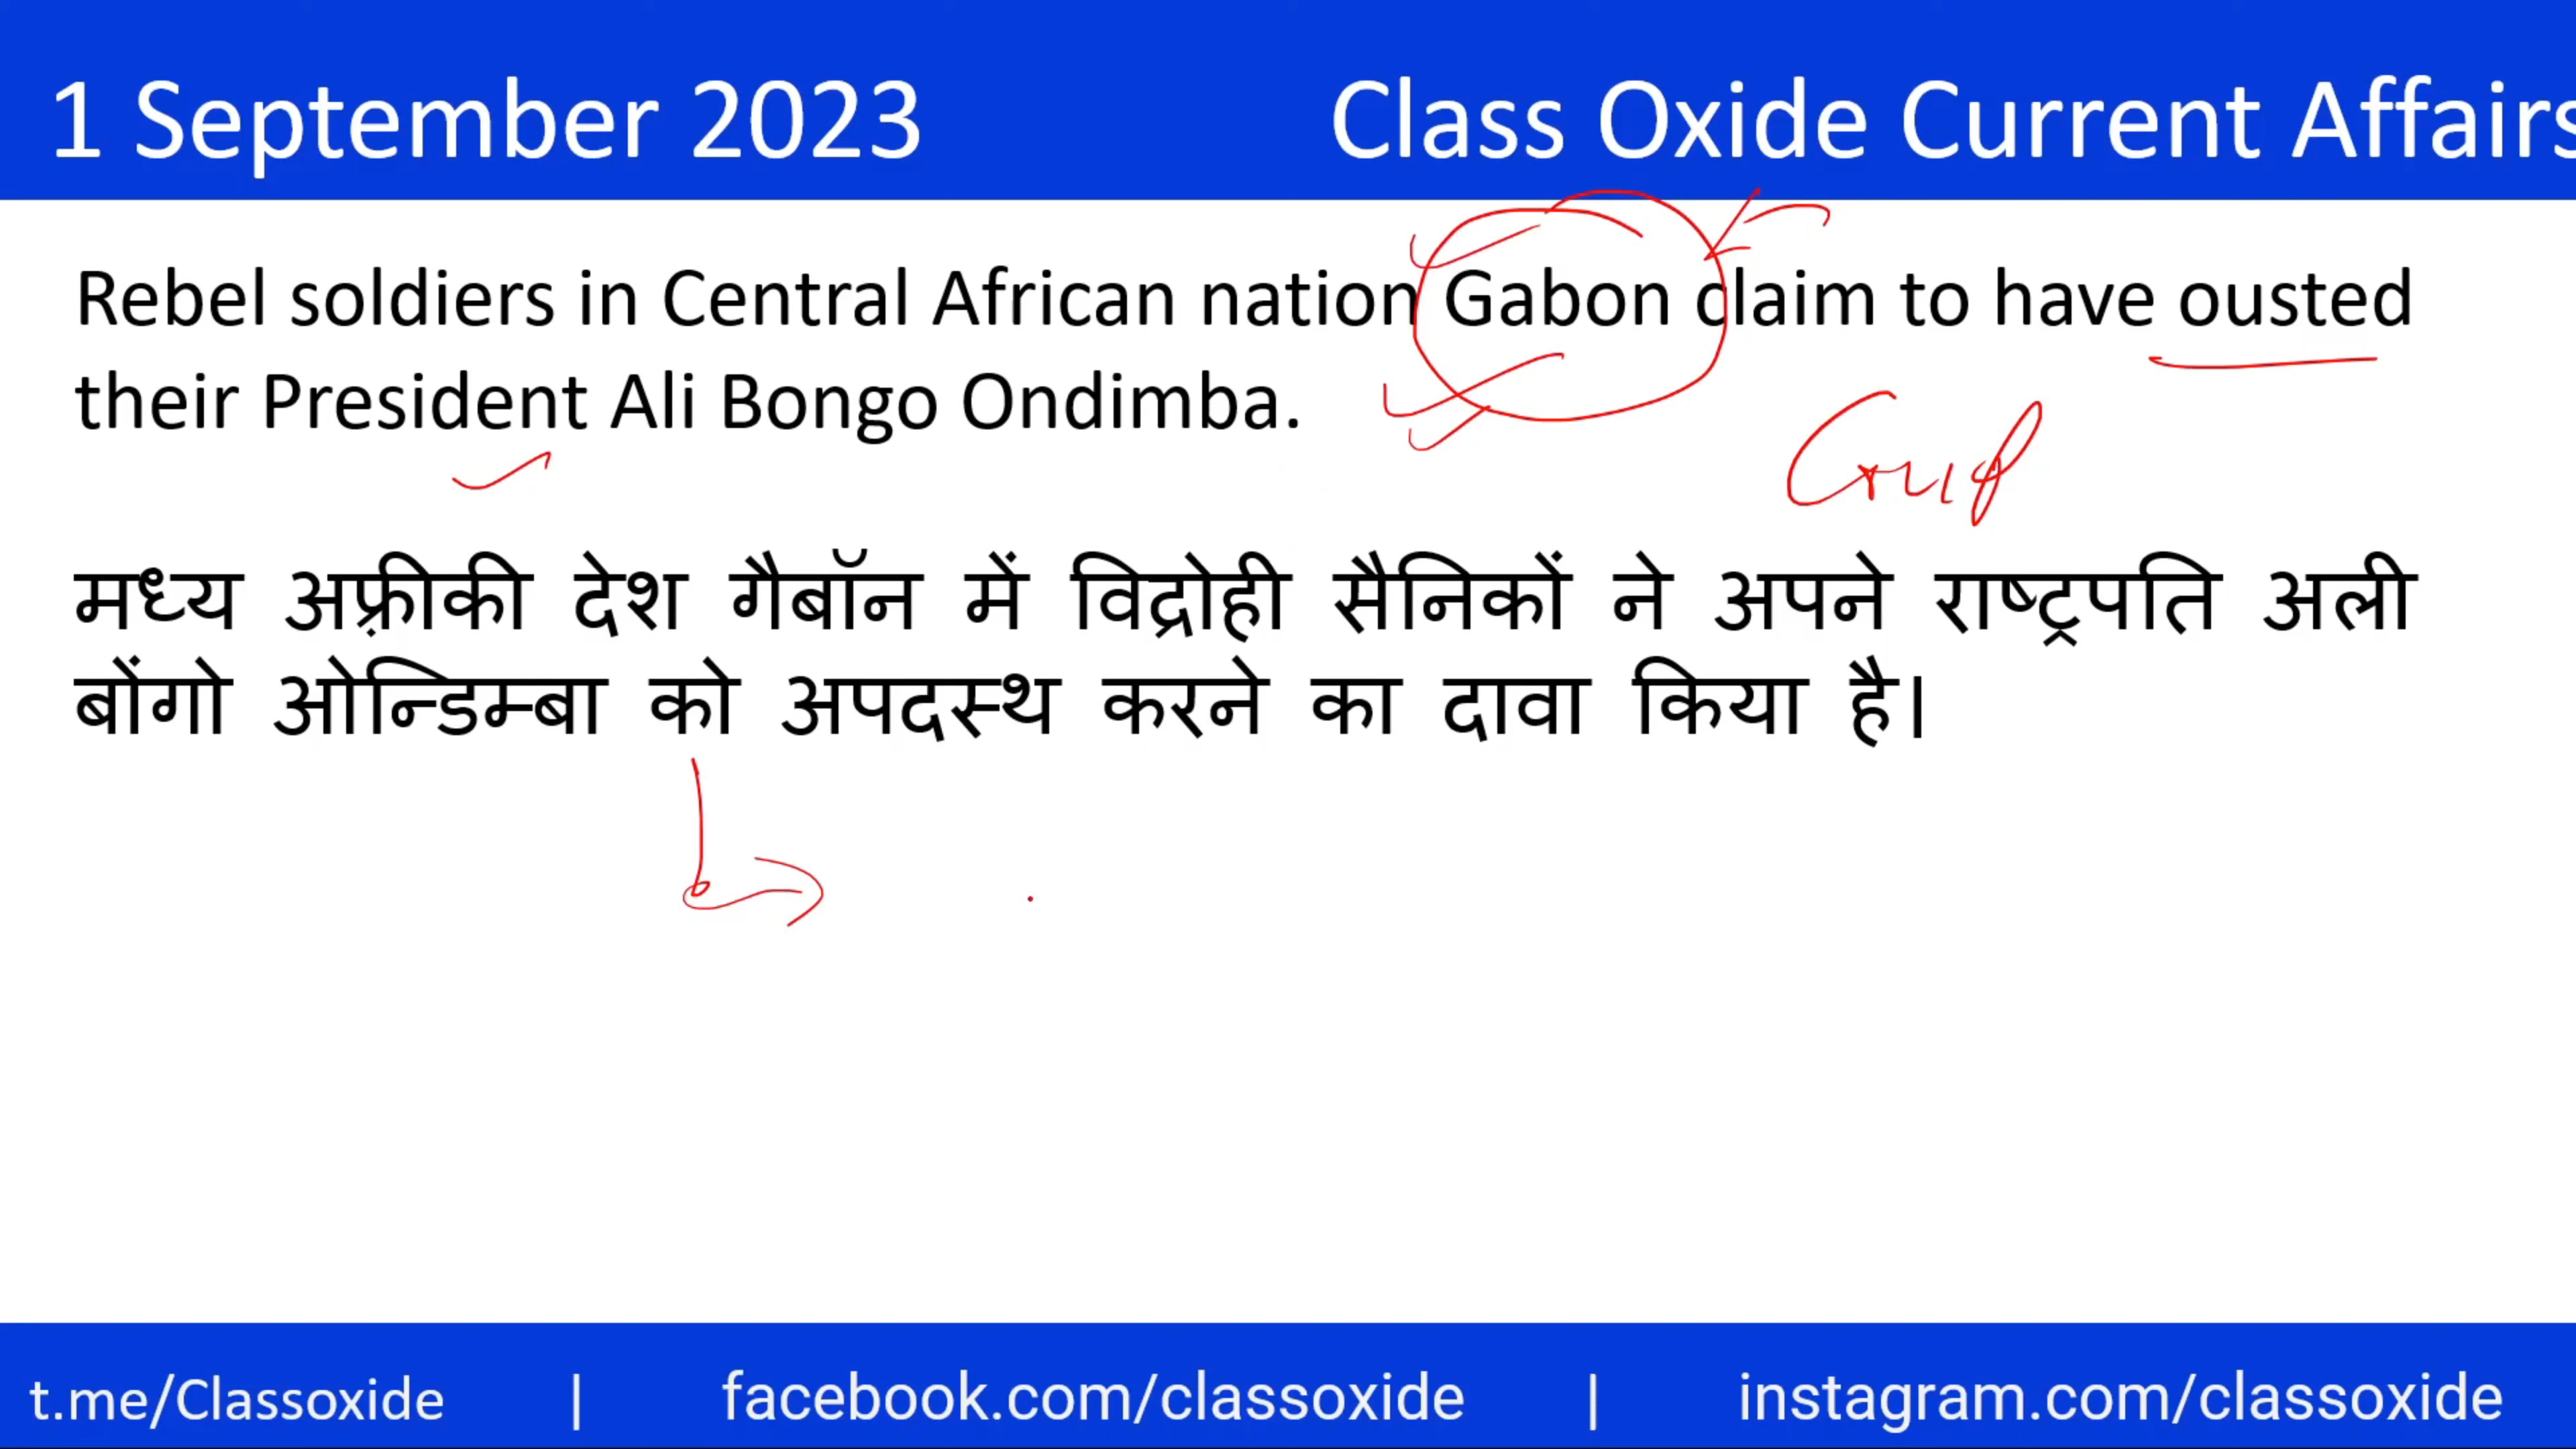 1 September 2023 Class Oxide Current Affairs
Rebel soldiers in Central African nation Gabon claim to have ousted
their President Ali Bongo Ondimba.
मध्य अफ़्रीकी देश गैबॉन में विद्रोही सैनिकों ने अपने राष्ट्रपति अली
बोंगो ओन्डिम्बा को अपदस्थ करने का दावा किया है।
t.me/Classoxide | facebook.com/classoxide | instagram.com/classoxide